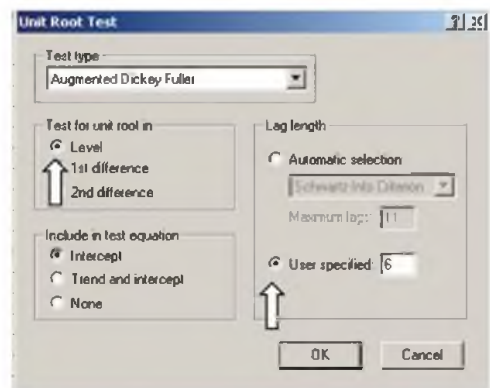 Unit Root Test
Test type
Augmented Dickey Fuller
Test for unit root in
Level
1st difference
2nd difference
Include in test equation
Intercept
Trend and intercept
None
Lag length
Automatic selection
Schwartz Info Criterion
Maximum lags: 11
User specified: 6
OK
Cancel